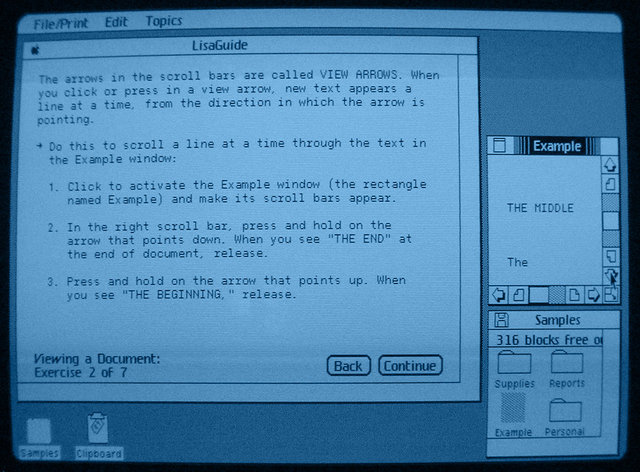 File/Print Edit Topics
LisaGuide
The arrows in the scroll bars are called VIEW ARROWS. When
you click or press in a view arrow, new text appears a
line at a time, from the direction in which the arrow is
pointing.
Do this to scroll a line at a time through the text in
the Example window:
1. Click to activate the Example window (the rectangle
named Example) and make its scroll bars appear.
2. In the right scroll bar, press and hold on the
arrow that points down. When you see "THE END" at
the end of document, release.
3. Press and hold on the arrow that points up. When
you see "THE BEGINNING," release.
Viewing a Document:
Exercise 2 of 7
Back Continue
Example
THE MIDDLE
The
Samples
316 blocks free o
Supplies Reports
Example Personal
Samples Clipboard